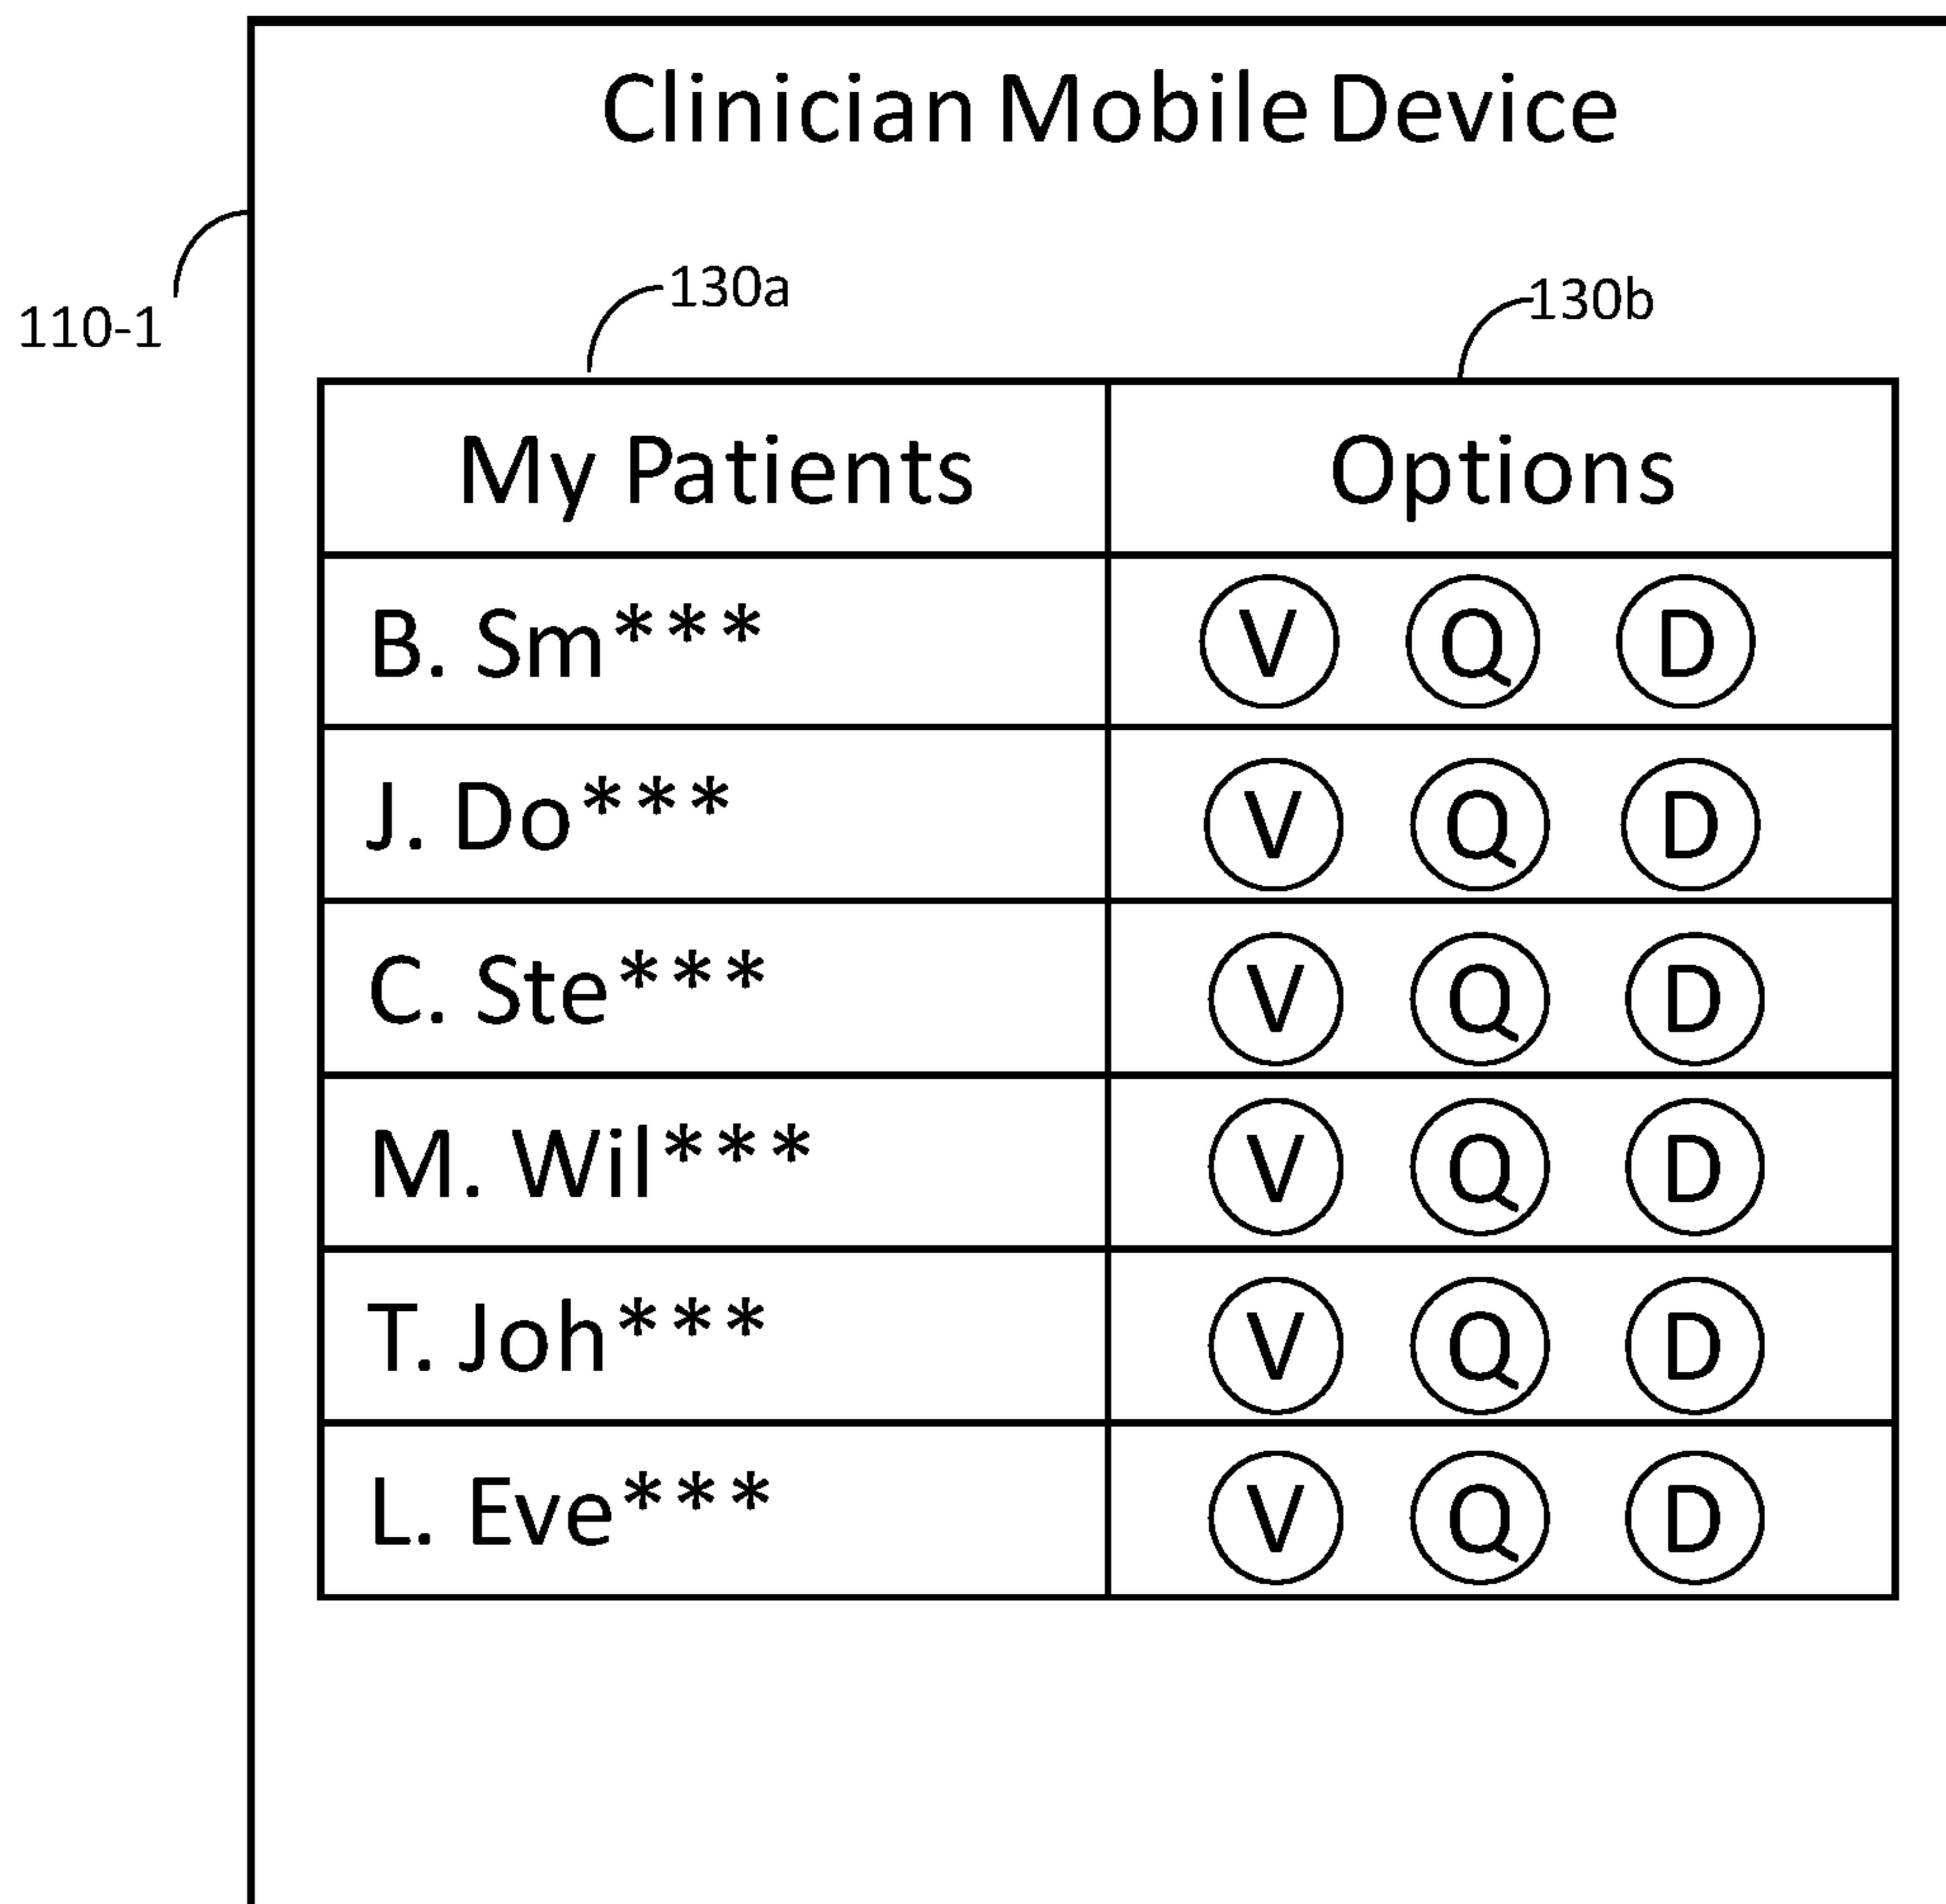 Clinician Mobile Device
110-1
130a
130b
My Patients Options
B. Sm*** V Q D
J. Do*** V Q D
C. Ste*** V Q D
M. Wil*** V Q D
T. Joh*** V Q D
L. Eve*** V Q D